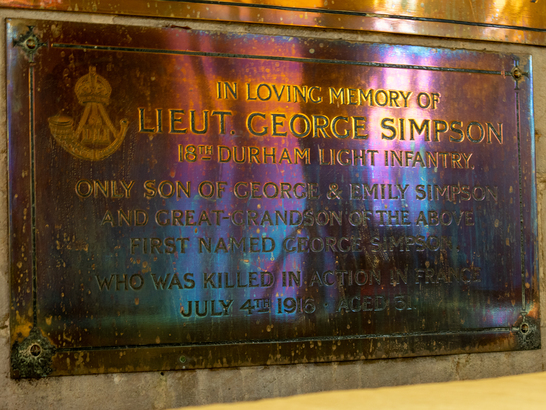 IN LOVING MEMORY OF
LIEUT. GEORGE SIMPSON
18TH DURHAM LIGHT INFANTRY.
ONLY SON OF GEORGE & EMILY SIMPSON
AND GREAT-GRANDSON OF THE ABOVE
FIRST NAMED GEORGE SIMPSON.
WHO WAS KILLED IN ACTION IN FRANCE
JULY 4TH 1916 - AGED